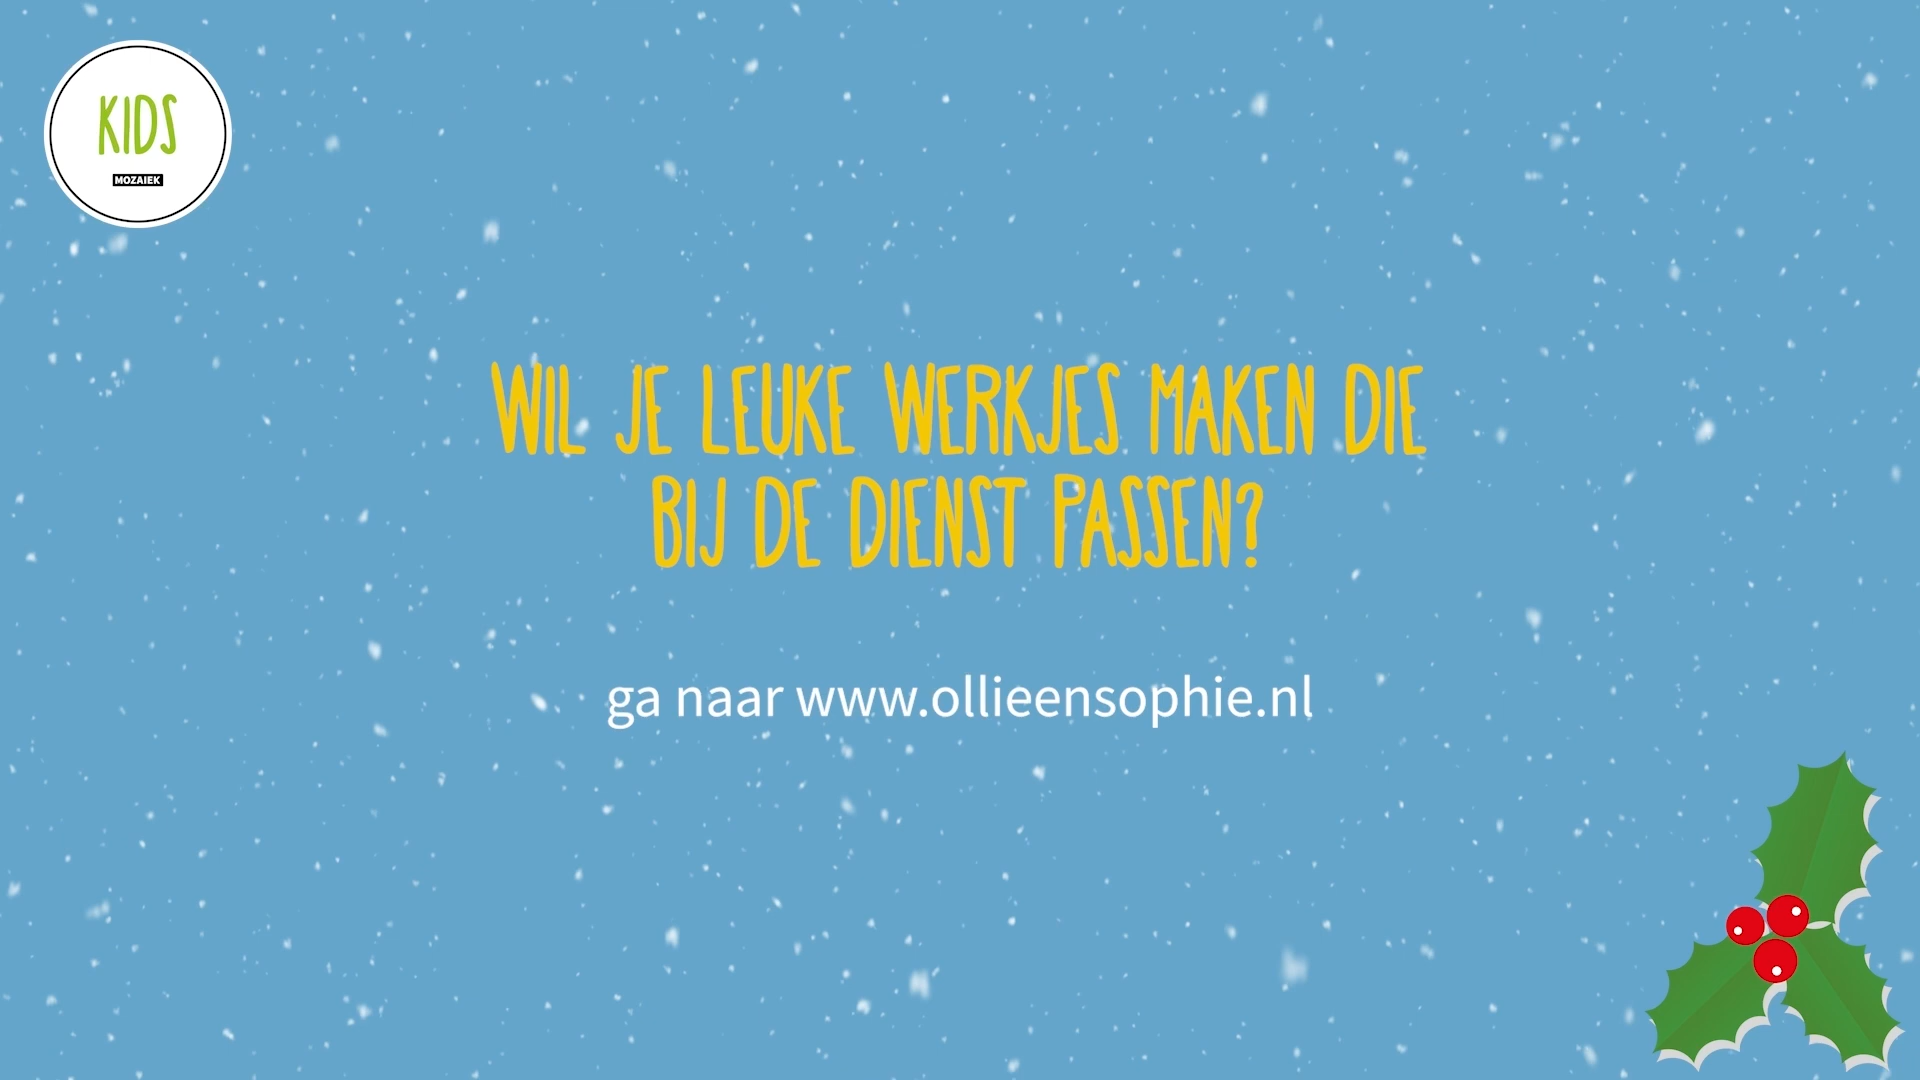 KIDS
MOZAIEK
WIL JE LEUKE WERKJES MAKEN DIE
BIJ DE DIENST PASSEN?
ga naar www.ollieensophie.nl